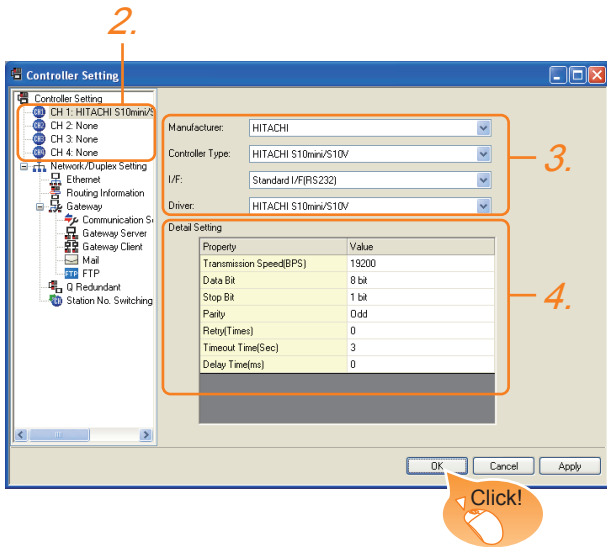 2.
Controller Setting
Controller Setting
CH 1: HITACHI S10mini/S
CH 2: None
CH 3: None
CH 4: None
Network/Duplex Setting
Ethernet
Routing Information
Gateway
Communication Se
Gateway Server
Gateway Client
Mail
FTP FTP
Q Redundant
Station No. Switching
Manufacturer: HITACHI
Controller Type: HITACHI S10mini/S10V
I/F: Standard I/F(RS232)
Driver: HITACHI S10mini/S10V
3.
Detail Setting
Property Value
Transmission Speed(BPS) 19200
Data Bit 8 bit
Stop Bit 1 bit
Parity Odd
Retry(Times) 0
Timeout Time(Sec) 3
Delay Time(ms) 0
4.
OK Cancel Apply
Click!